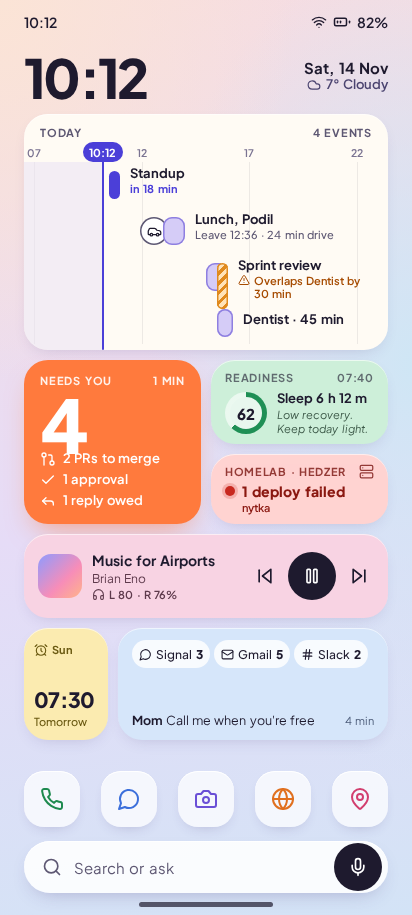 10:12
82%
10:12
Sat, 14 Nov
7° Cloudy
TODAY
4 EVENTS
07
10:12
12
17
22
Standup
in 18 min
Lunch, Podil
Leave 12:36 · 24 min drive
Sprint review
Overlaps Dentist by
30 min
Dentist · 45 min
NEEDS YOU
1 MIN
4
2 PRs to merge
1 approval
1 reply owed
READINESS
07:40
62
Sleep 6 h 12 m
Low recovery.
Keep today light.
HOMELAB · HEDZER
1 deploy failed
nytka
Music for Airports
Brian Eno
L 80 · R 76%
Sun
07:30
Tomorrow
Signal 3
Gmail 5
Slack 2
Mom Call me when you're free
4 min
Search or ask